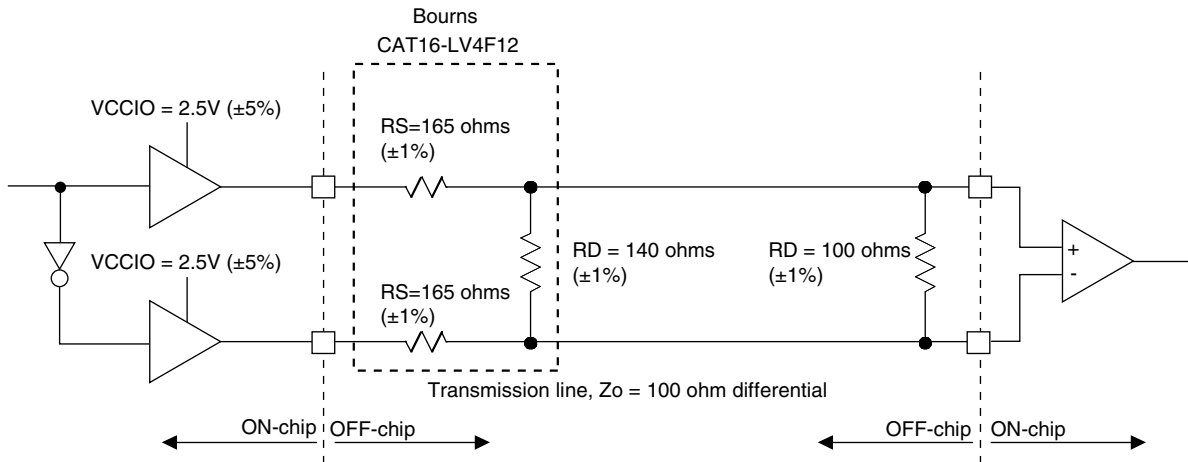 Bourns
CAT16-LV4F12
VCCIO = 2.5V (±5%)
RS=165 ohms
(±1%)
RD = 140 ohms
(±1%)
RD = 100 ohms
(±1%)
+
-
VCCIO = 2.5V (±5%)
RS=165 ohms
(±1%)
Transmission line, Zo = 100 ohm differential
ON-chip
OFF-chip
OFF-chip
ON-chip